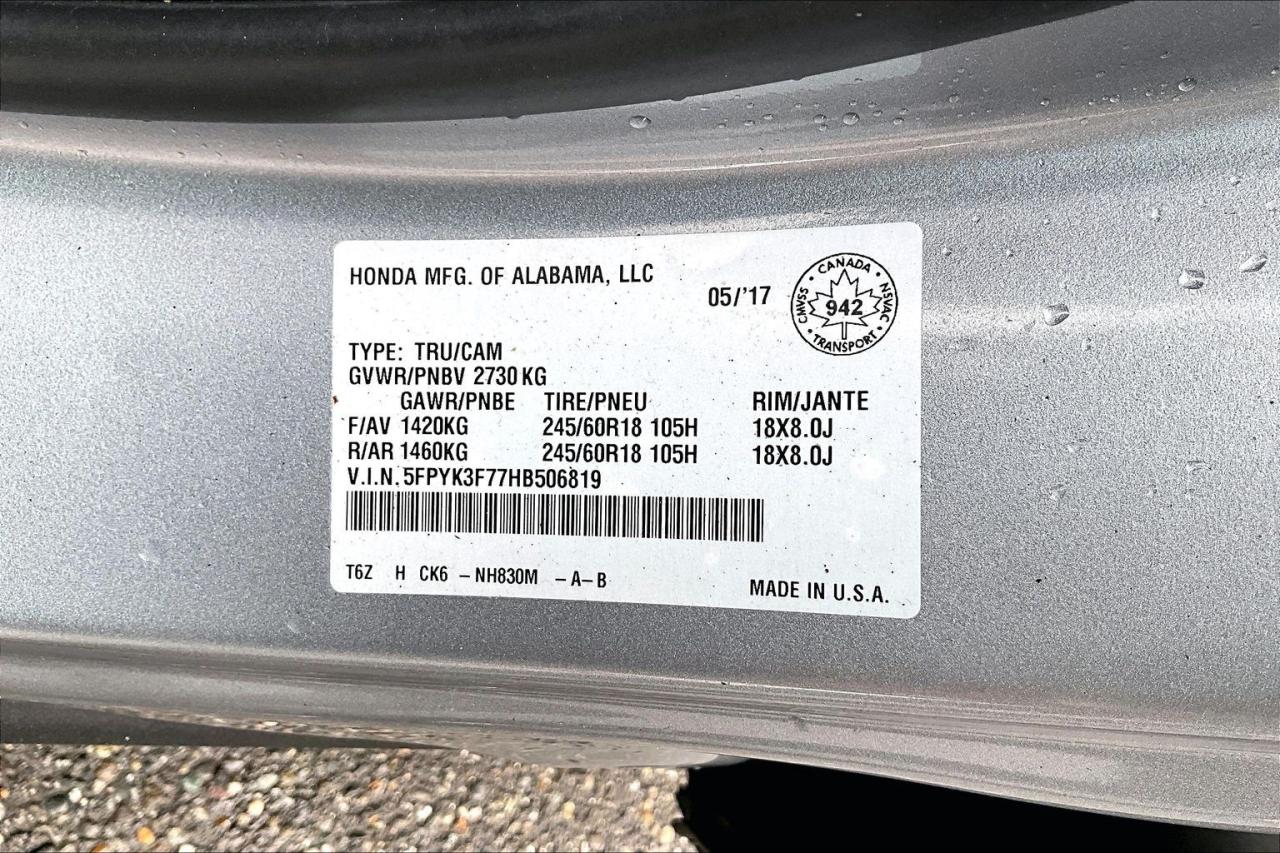 HONDA MFG. OF ALABAMA, LLC
05/'17
CANADA
CMVSS
942
NSVAC
TRANSPORT
TYPE: TRU/CAM
GVWR/PNBV 2730KG
GAWR/PNBE TIRE/PNEU RIM/JANTE
F/AV 1420KG 245/60R18 105H 18X8.0J
R/AR 1460KG 245/60R18 105H 18X8.0J
V.I.N. 5FPYK3F77HB506819
T6Z H CK6 - NH830M - A - B
MADE IN U.S.A.